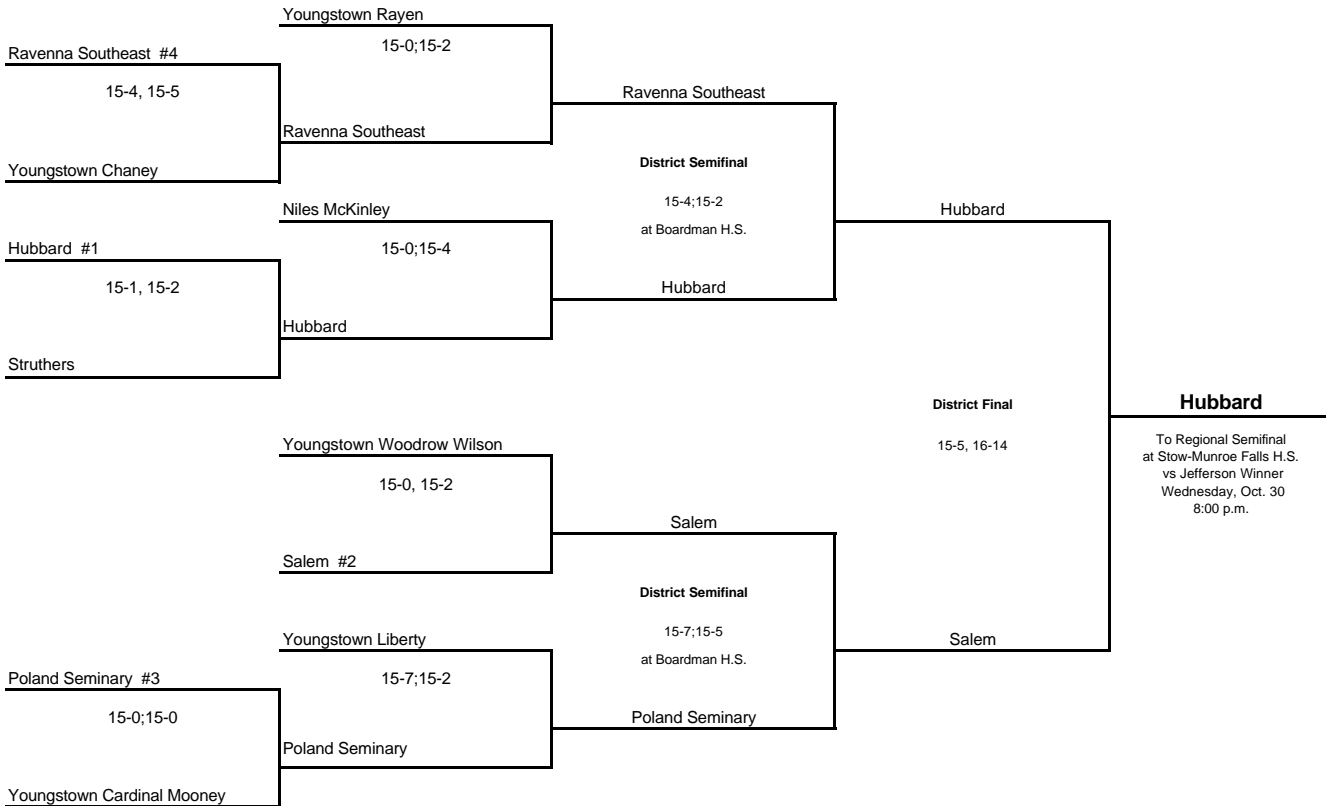 Youngstown Rayen
Ravenna Southeast #4
15-0;15-2
15-4, 15-5
Ravenna Southeast
Ravenna Southeast
Youngstown Chaney
District Semifinal
Niles McKinley
15-4;15-2
Hubbard
at Boardman H.S.
Hubbard #1
15-0;15-4
15-1, 15-2
Hubbard
Hubbard
Struthers
District Final
Hubbard
Youngstown Woodrow Wilson
15-5, 16-14
To Regional Semifinal
at Stow-Munroe Falls H.S.
vs Jefferson Winner
Wednesday, Oct. 30
8:00 p.m.
15-0, 15-2
Salem
Salem #2
District Semifinal
Youngstown Liberty
15-7;15-5
Salem
at Boardman H.S.
Poland Seminary #3
15-7;15-2
15-0;15-0
Poland Seminary
Poland Seminary
Youngstown Cardinal Mooney